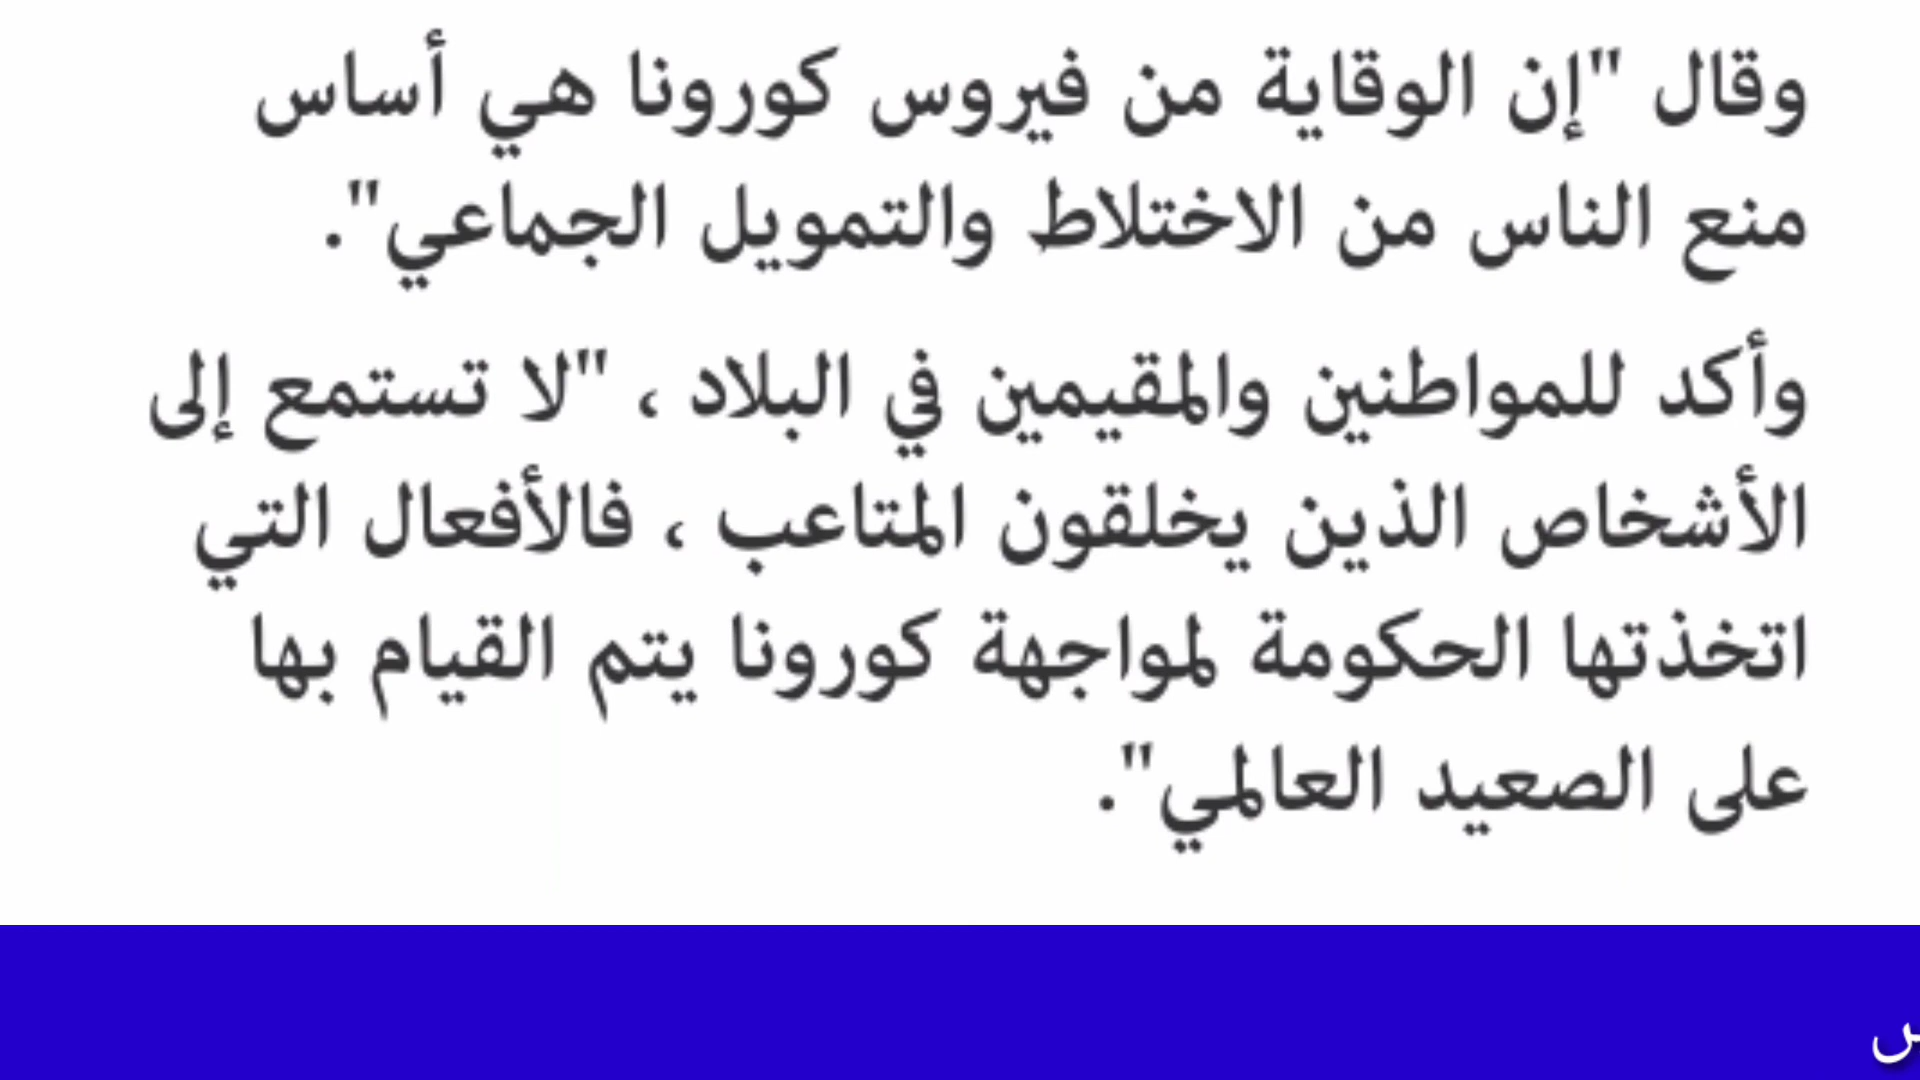 وقال "إن الوقاية من فيروس كورونا هي أساس
منع الناس من الاختلاط والتمويل الجماعي".
وأكد للمواطنين والمقيمين في البلاد ، "لا تستمع إلى
الأشخاص الذين يخلقون المتاعب ، فالأفعال التي
اتخذتها الحكومة لمواجهة كورونا يتم القيام بها
على الصعيد العالمي".